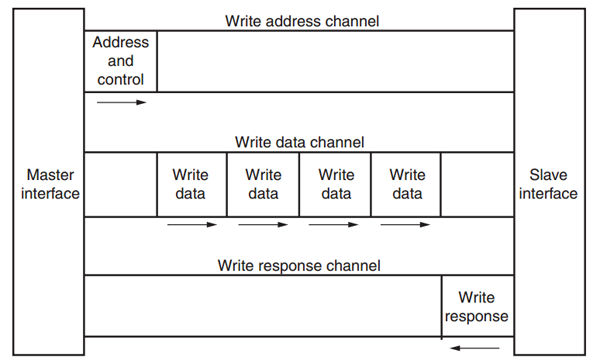 Write address channel
Address
and
control
Write data channel
Master
interface
Write
data
Write
data
Write
data
Write
data
Slave
interface
Write response channel
Write
response